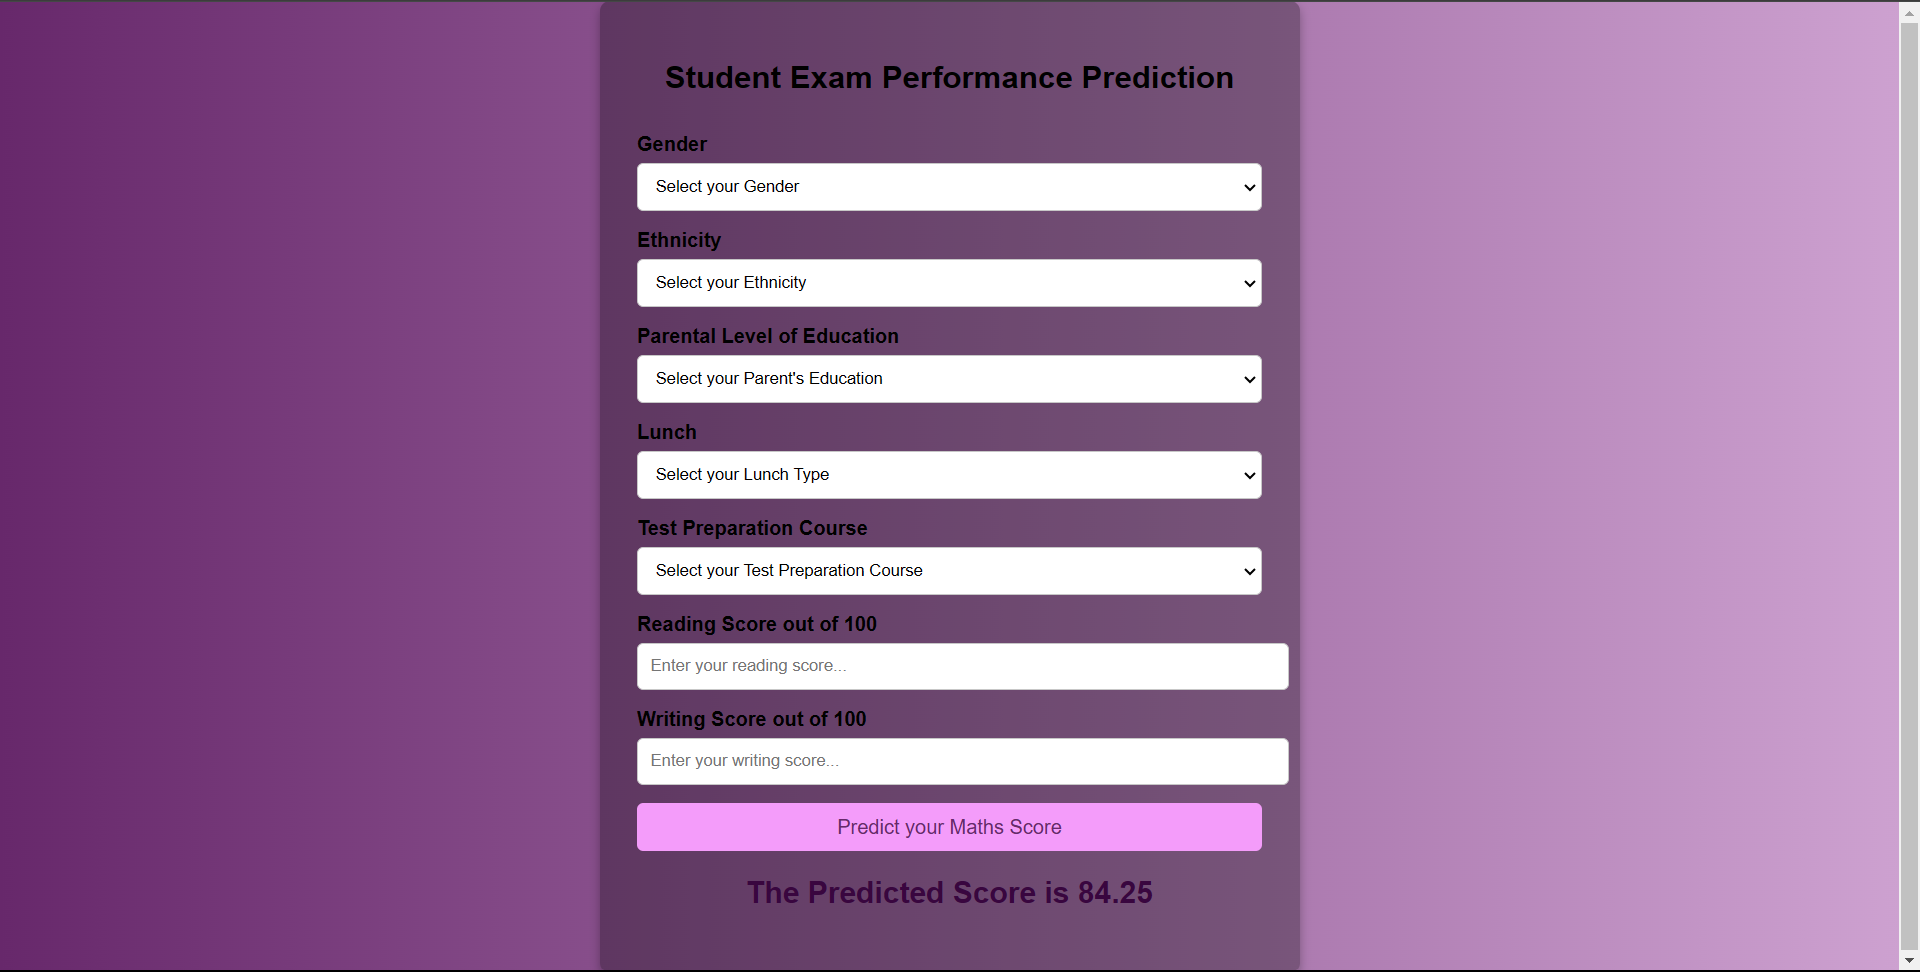 Student Exam Performance Prediction
Gender
Select your Gender
Ethnicity
Select your Ethnicity
Parental Level of Education
Select your Parent's Education
Lunch
Select your Lunch Type
Test Preparation Course
Select your Test Preparation Course
Reading Score out of 100
Enter your reading score...
Writing Score out of 100
Enter your writing score...
Predict your Maths Score
The Predicted Score is 84.25